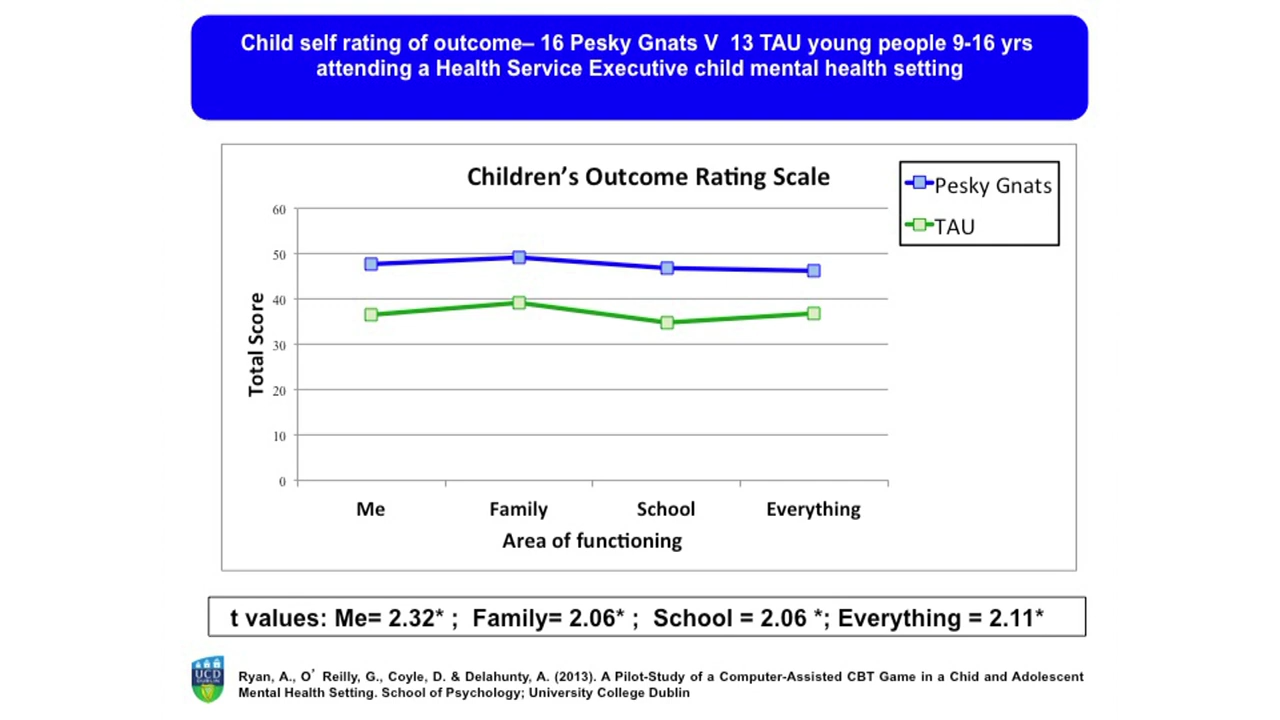 Child self rating of outcome– 16 Pesky Gnats V 13 TAU young people 9-16 yrs
attending a Health Service Executive child mental health setting
Children’s Outcome Rating Scale
Pesky Gnats
TAU
60
50
40
30
20
10
0
Total Score
Me Family School Everything
Area of functioning
t values: Me= 2.32* ; Family= 2.06* ; School = 2.06 *; Everything = 2.11*
UCD
DUBLIN
Ryan, A., O’ Reilly, G., Coyle, D. & Delahunty, A. (2013). A Pilot-Study of a Computer-Assisted CBT Game in a Chid and Adolescent
Mental Health Setting. School of Psychology; University College Dublin